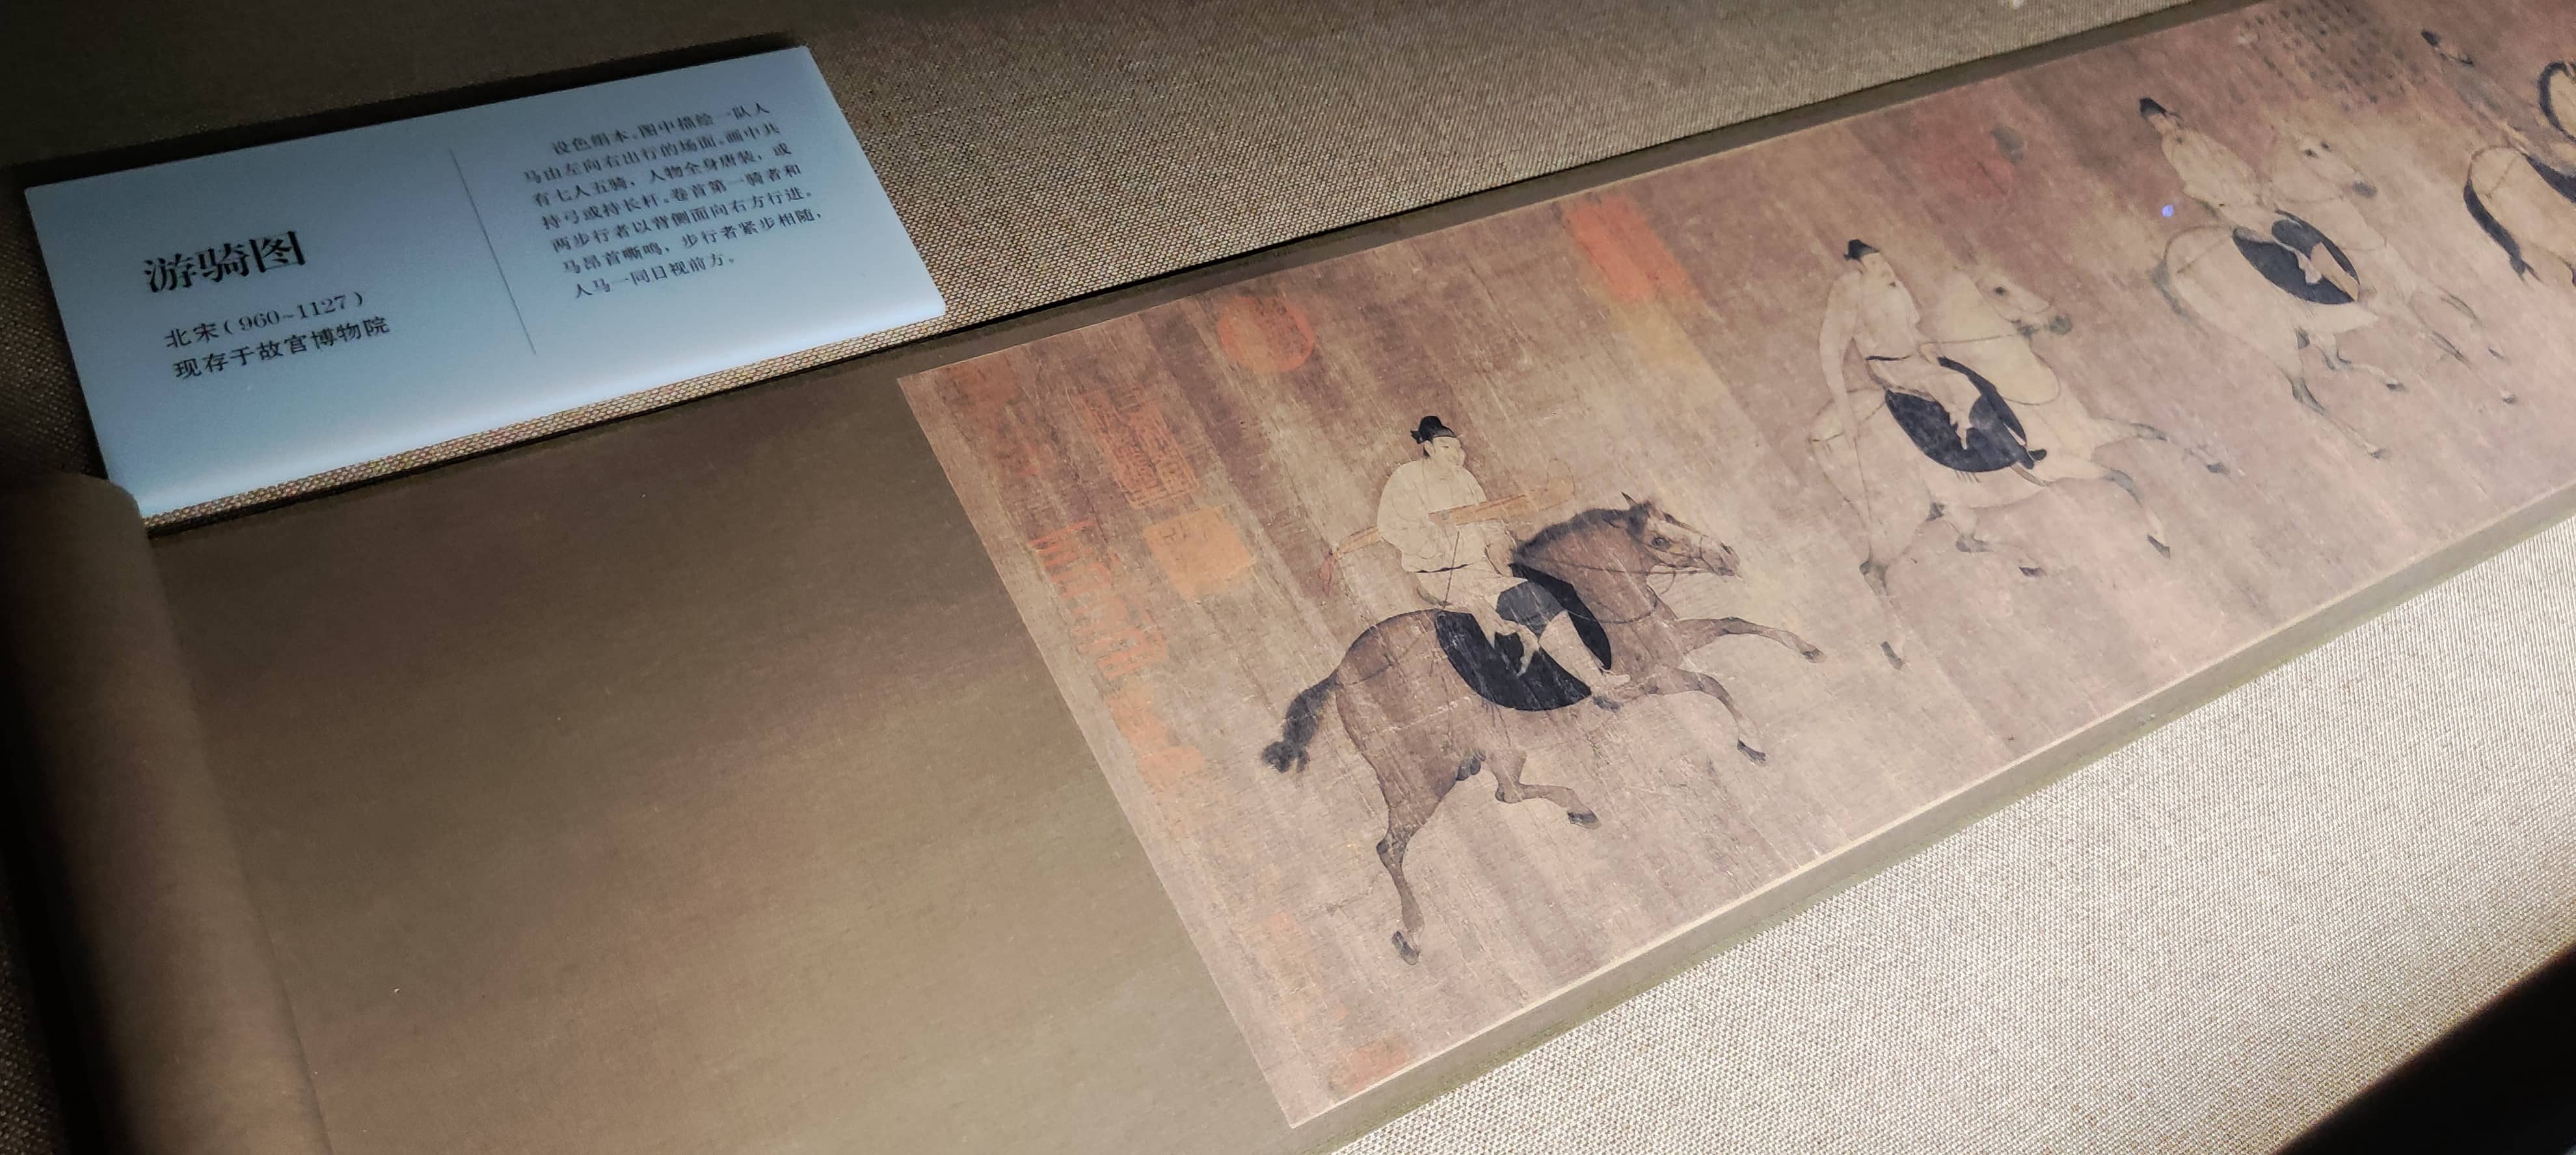 游骑图
北宋(960~1127)
现存于故宫博物院
设色绢本。图中描绘一队人
马由左向右出行的场面。画中共
有七人五骑，人物全身唐装，或
持弓或持长杆。卷首第一骑者和
两步行者以背侧面向右方行进。
马昂首嘶鸣，步行者紧步相随，
人马一同目视前方。